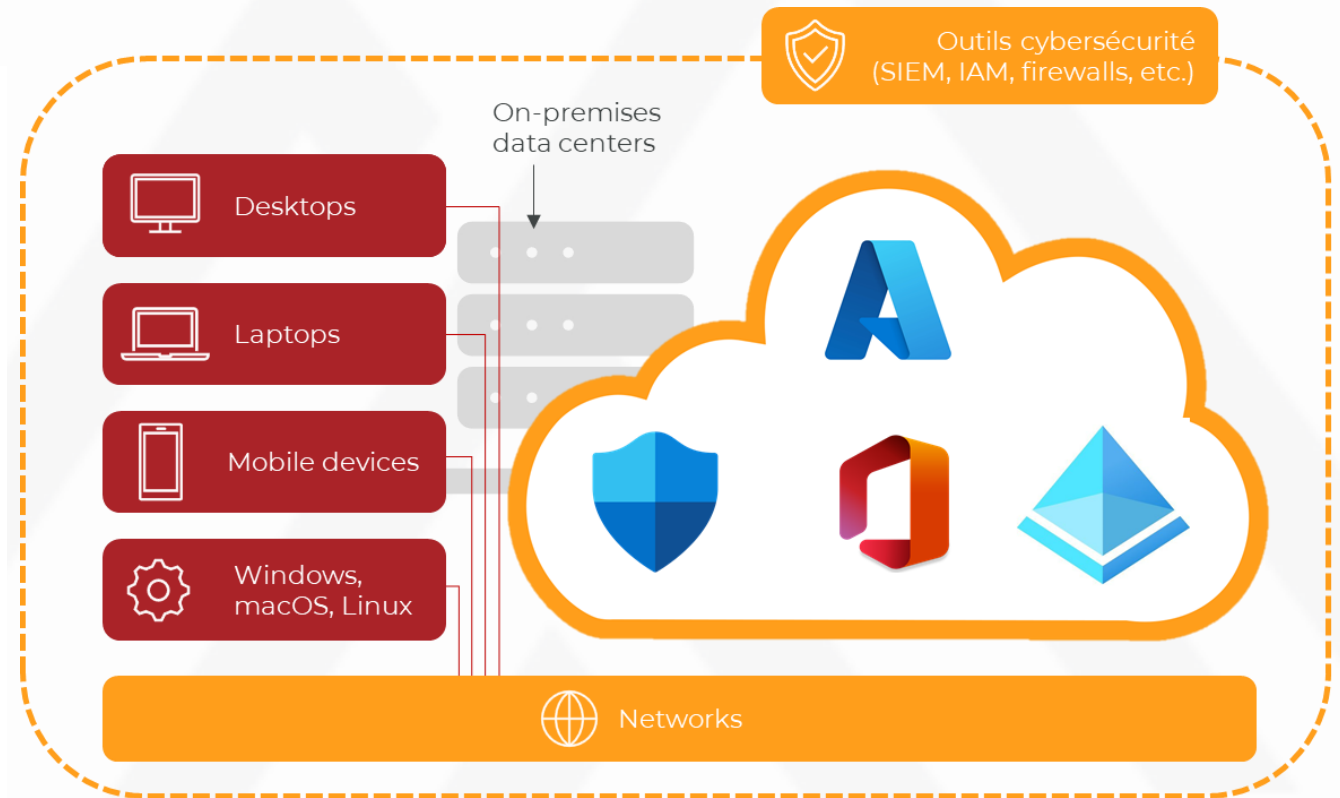 Outils cybersécurité
(SIEM, IAM, firewalls, etc.)
On-premises
data centers
Desktops
Laptops
Mobile devices
Windows,
macOS, Linux
Networks